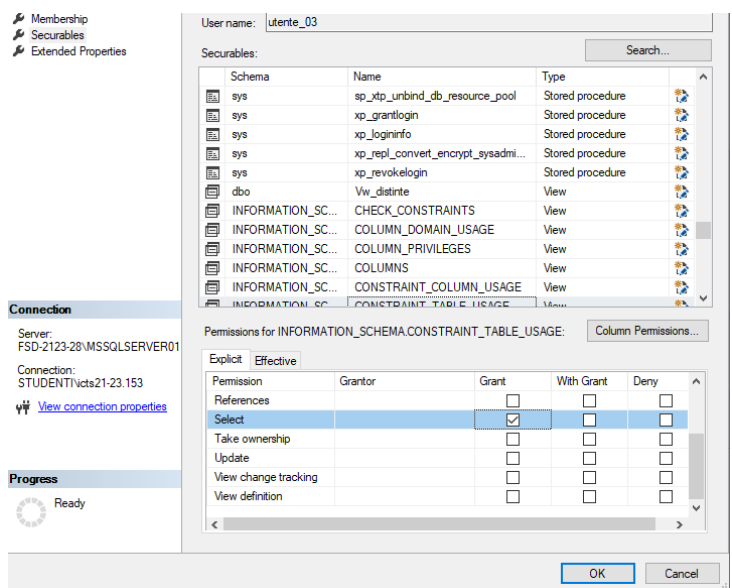 Membership
Securables
Extended Properties
Connection
Server:
FSD-2123-28\MSSQLSERVER01
Connection:
STUDENTI\icts21-23.153
View connection properties
Progress
Ready
User name: utente_03
Securables: Search...
Schema Name Type
sys sp_xtp_unbind_db_resource_pool Stored procedure
sys xp_grantlogin Stored procedure
sys xp_logininfo Stored procedure
sys xp_repl_convert_encrypt_sysadmi... Stored procedure
sys xp_revokelogin Stored procedure
dbo Vw_distinte View
INFORMATION_SC... CHECK_CONSTRAINTS View
INFORMATION_SC... COLUMN_DOMAIN_USAGE View
INFORMATION_SC... COLUMN_PRIVILEGES View
INFORMATION_SC... COLUMNS View
INFORMATION_SC... CONSTRAINT_COLUMN_USAGE View
INFORMATION_SC... CONSTRAINT_TABLE_USAGE View
Permissions for INFORMATION_SCHEMA.CONSTRAINT_TABLE_USAGE: Column Permissions...
Explicit Effective
Permission Grantor Grant With Grant Deny
References
Select
Take ownership
Update
View change tracking
View definition
OK Cancel